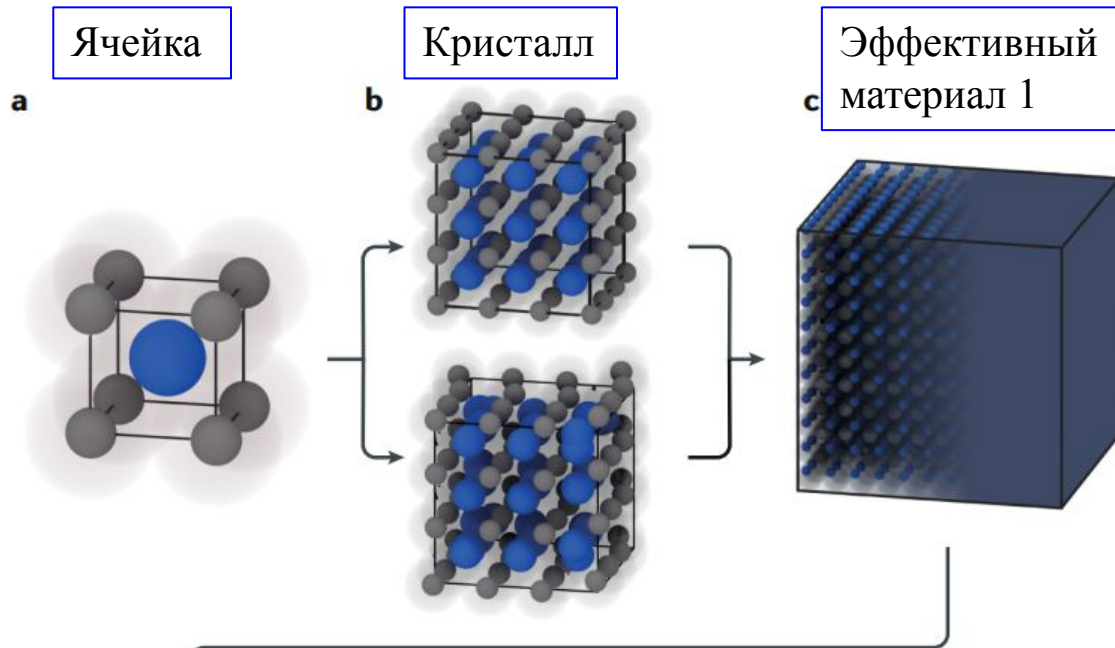 Ячейка
Кристалл
Эффективный
материал 1
a
b
c